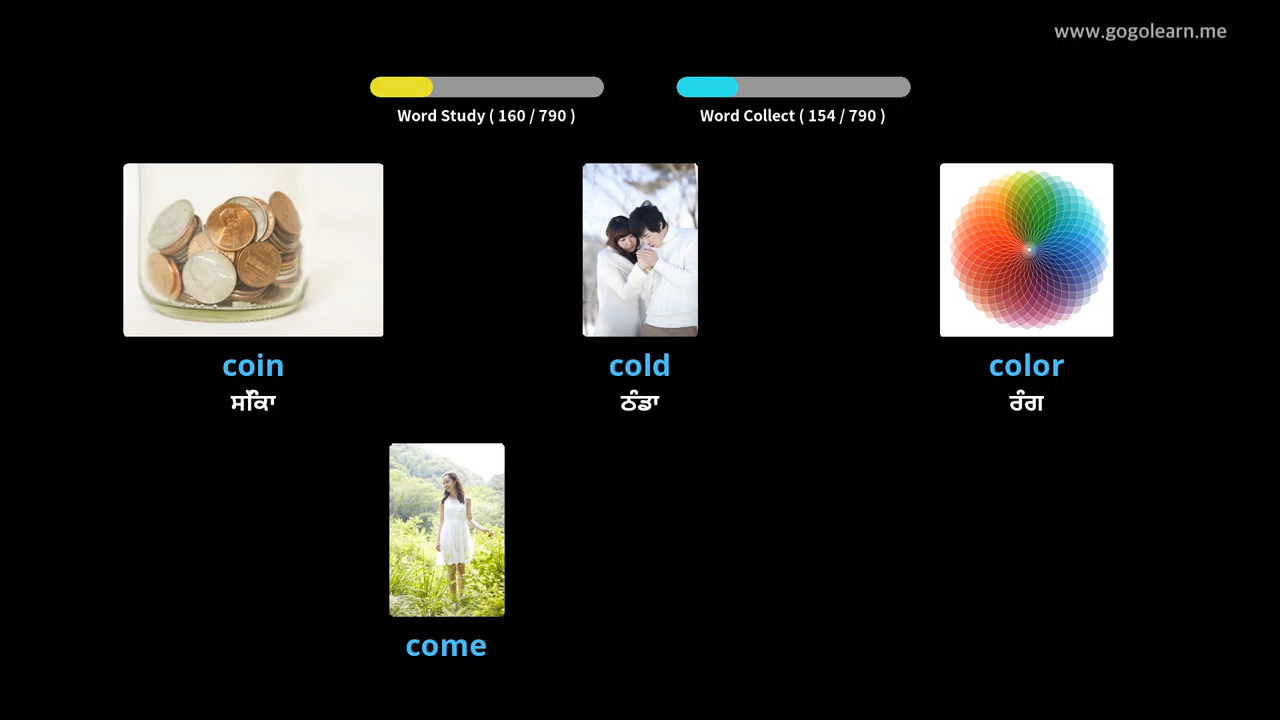 www.gogolearn.me
Word Study ( 160 / 790 )
Word Collect ( 154 / 790 )
coin
cold
color
ਸਿੱਕਾ
ਠੰਡਾ
ਰੰਗ
come